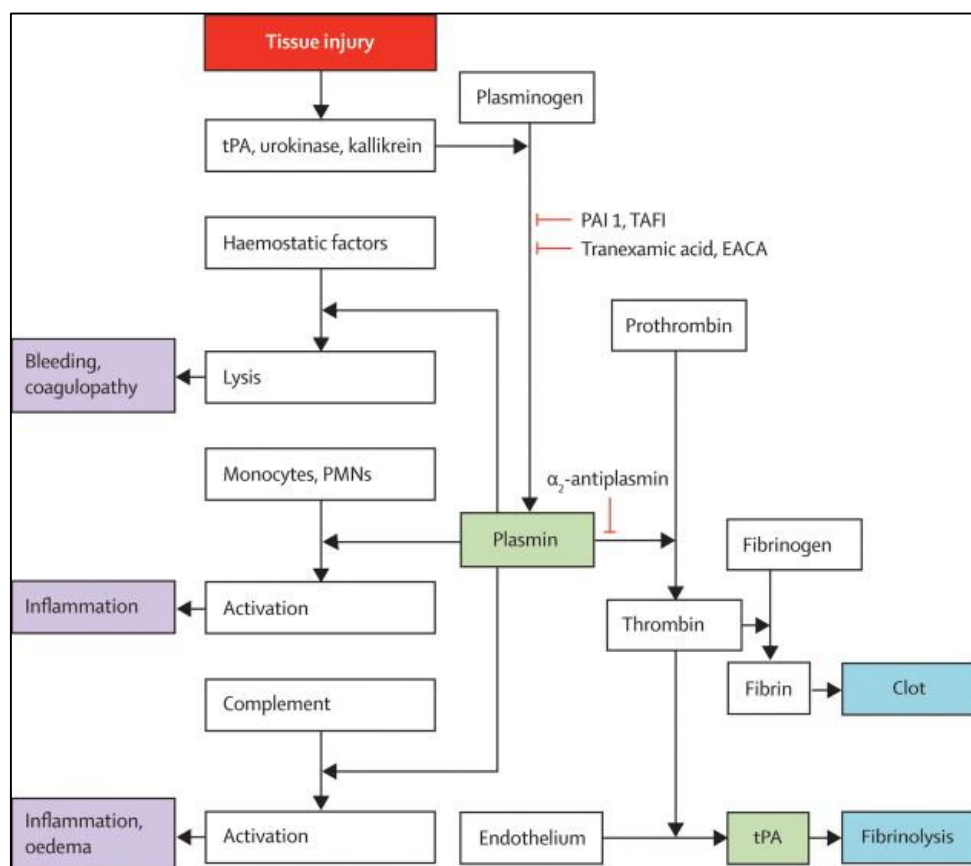 Tissue injury
Plasminogen
tPA, urokinase, kallikrein
PAI 1, TAFI
Haemostatic factors
Tranexamic acid, EACA
Prothrombin
Bleeding,
coagulopathy
Lysis
Monocytes, PMNs
α₂-antiplasmin
Plasmin
Fibrinogen
Inflammation
Activation
Thrombin
Fibrin
Clot
Complement
Inflammation,
oedema
Activation
Endothelium
tPA
Fibrinolysis